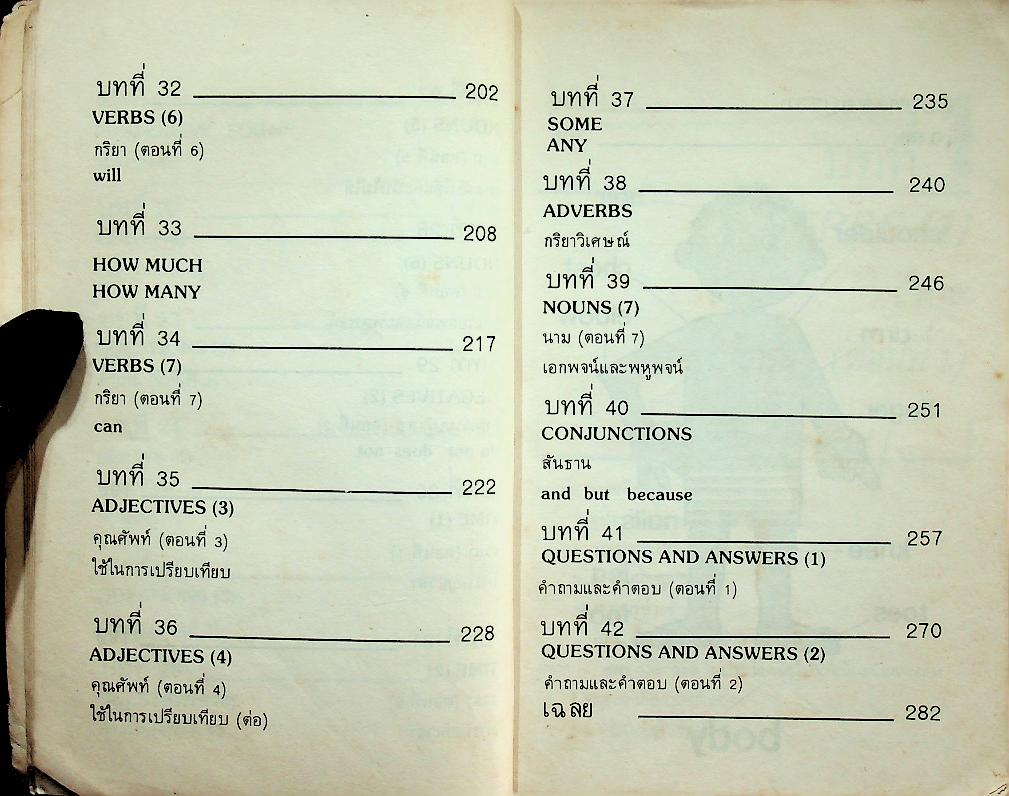 บทที่ 32 202
VERBS (6)
กริยา (ตอนที่ 6)
will
บทที่ 33 208
HOW MUCH
HOW MANY
บทที่ 34 217
VERBS (7)
กริยา (ตอนที่ 7)
can
บทที่ 35 222
ADJECTIVES (3)
คุณศัพท์ (ตอนที่ 3)
ใช้ในการเปรียบเทียบ
บทที่ 36 228
ADJECTIVES (4)
คุณศัพท์ (ตอนที่ 4)
ใช้ในการเปรียบเทียบ (ต่อ)
บทที่ 37 235
SOME
ANY
บทที่ 38 240
ADVERBS
กริยาวิเศษณ์
บทที่ 39 246
NOUNS (7)
นาม (ตอนที่ 7)
เอกพจน์และพหูพจน์
บทที่ 40 251
CONJUNCTIONS
สันธาน
and but because
บทที่ 41 257
QUESTIONS AND ANSWERS (1)
คำถามและคำตอบ (ตอนที่ 1)
บทที่ 42 270
QUESTIONS AND ANSWERS (2)
คำถามและคำตอบ (ตอนที่ 2)
เฉลย 282